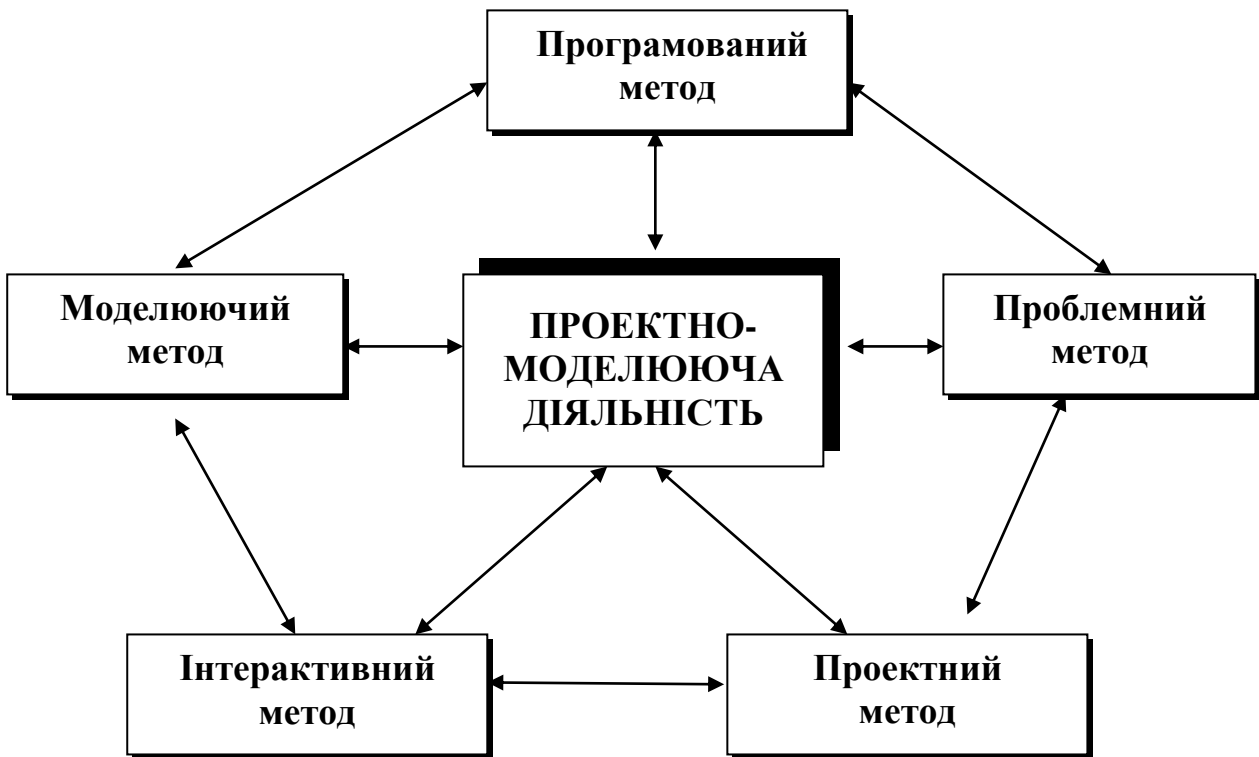 Програмований
метод
Моделюючий
метод
ПРОЕКТНО-
МОДЕЛЮЮЧА
ДІЯЛЬНІСТЬ
Проблемний
метод
Інтерактивний
метод
Проектний
метод